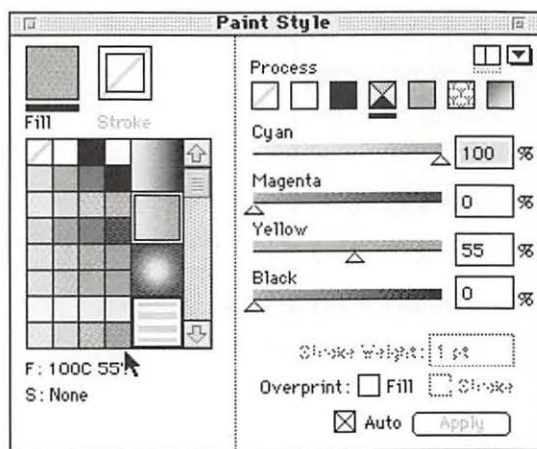 Paint Style
Fill
Stroke
Process
Cyan
100 %
Magenta
0 %
Yellow
55 %
Black
0 %
F: 100C 55
S: None
Stroke Weight: 1 pt
Overprint: Fill Stroke
Auto Apply